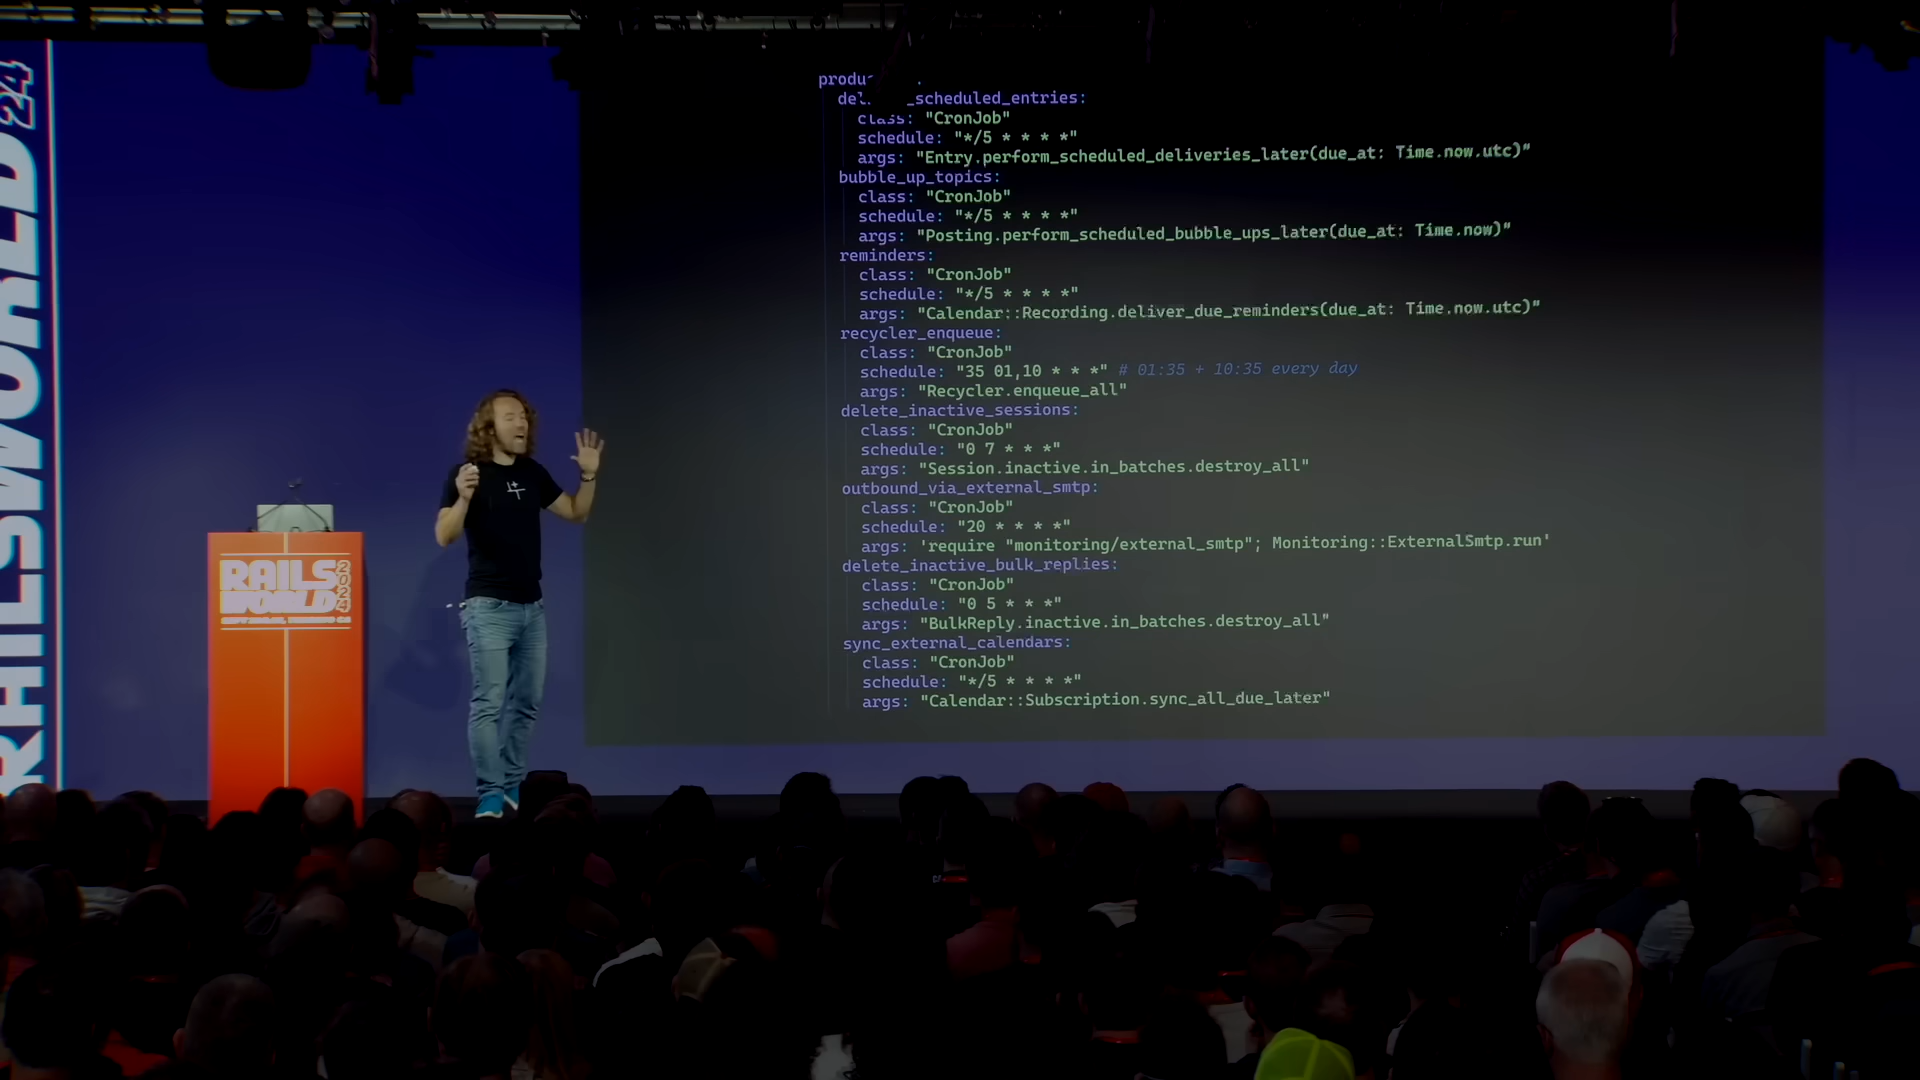 RAILSWORLD 24
_scheduled_entries:
class: "CronJob"
schedule: "*/5 * * * *"
args: "Entry.perform_scheduled_deliveries_later(due_at: Time.now.utc)"
bubble_up_topics:
class: "CronJob"
schedule: "*/5 * * * *"
args: "Posting.perform_scheduled_bubble_ups_later(due_at: Time.now)"
reminders:
class: "CronJob"
schedule: "*/5 * * * *"
args: "Calendar::Recording.deliver_due_reminders(due_at: Time.now.utc)"
recycler_enqueue:
class: "CronJob"
schedule: "35 01,10 * * *" # 01:35 + 10:35 every day
args: "Recycler.enqueue_all"
delete_inactive_sessions:
class: "CronJob"
schedule: "0 7 * * *"
args: "Session.inactive.in_batches.destroy_all"
outbound_via_external_smtp:
class: "CronJob"
schedule: "20 * * * *"
args: 'require "monitoring/external_smtp"; Monitoring::ExternalSmtp.run'
delete_inactive_bulk_replies:
class: "CronJob"
schedule: "0 5 * * *"
args: "BulkReply.inactive.in_batches.destroy_all"
sync_external_calendars:
class: "CronJob"
schedule: "*/5 * * * *"
args: "Calendar::Subscription.sync_all_due_later"
RAILS
WORLD
2024